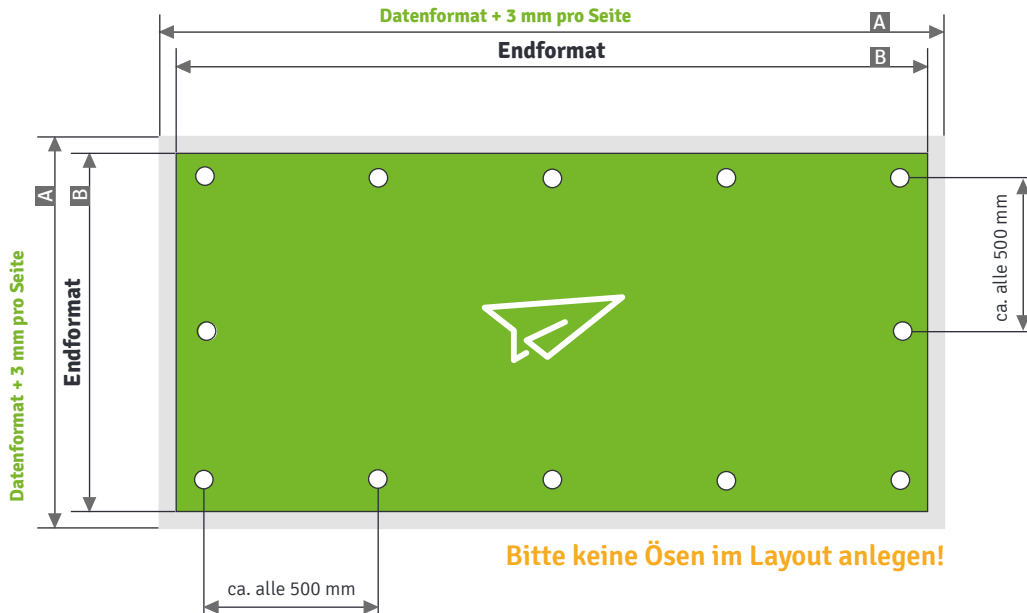 Datenformat + 3 mm pro Seite
A
Endformat
B
A
B
Datenformat + 3 mm pro Seite
Endformat
ca. alle 500 mm
Bitte keine Ösen im Layout anlegen!
ca. alle 500 mm